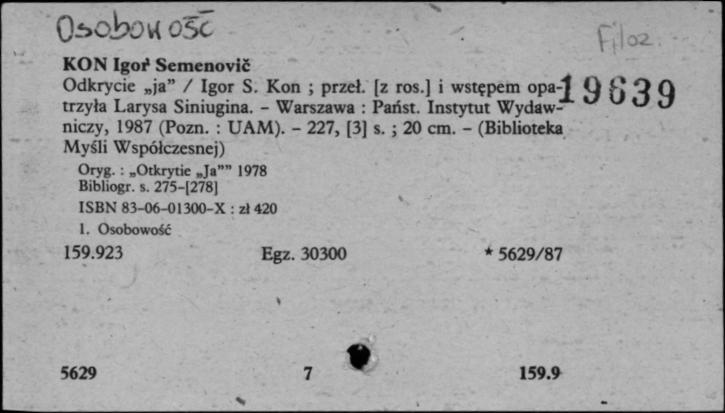 Osobowość
Filoz.
KON Igoŕ Semenovič
Odkrycie „ja” / Igor S. Kon ; przeł. [z ros.] i wstępem opa-
19639
trzyła Larysa Siniugina. – Warszawa : Państ. Instytut Wydaw-
niczy, 1987 (Pozn. : UAM). – 227, [3] s. ; 20 cm. – (Biblioteka
Myśli Współczesnej)
Oryg. : „Otkrytie „Ja”” 1978
Bibliogr. s. 275–[278]
ISBN 83–06–01300–X : zł 420
1. Osobowość
159.923 Egz. 30300 * 5629/87
5629 7 159.9